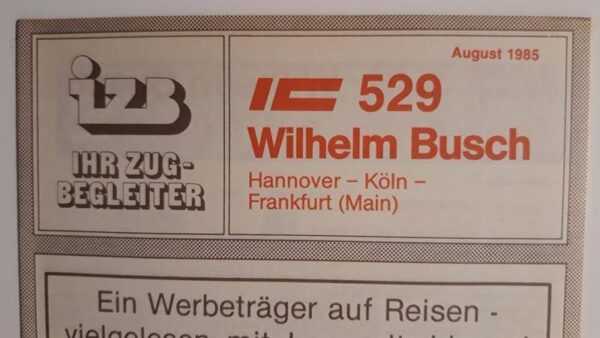 August 1985
izB
IHR ZUG-
BEGLEITER
IC 529
Wilhelm Busch
Hannover – Köln –
Frankfurt (Main)
Ein Werbeträger auf Reisen -